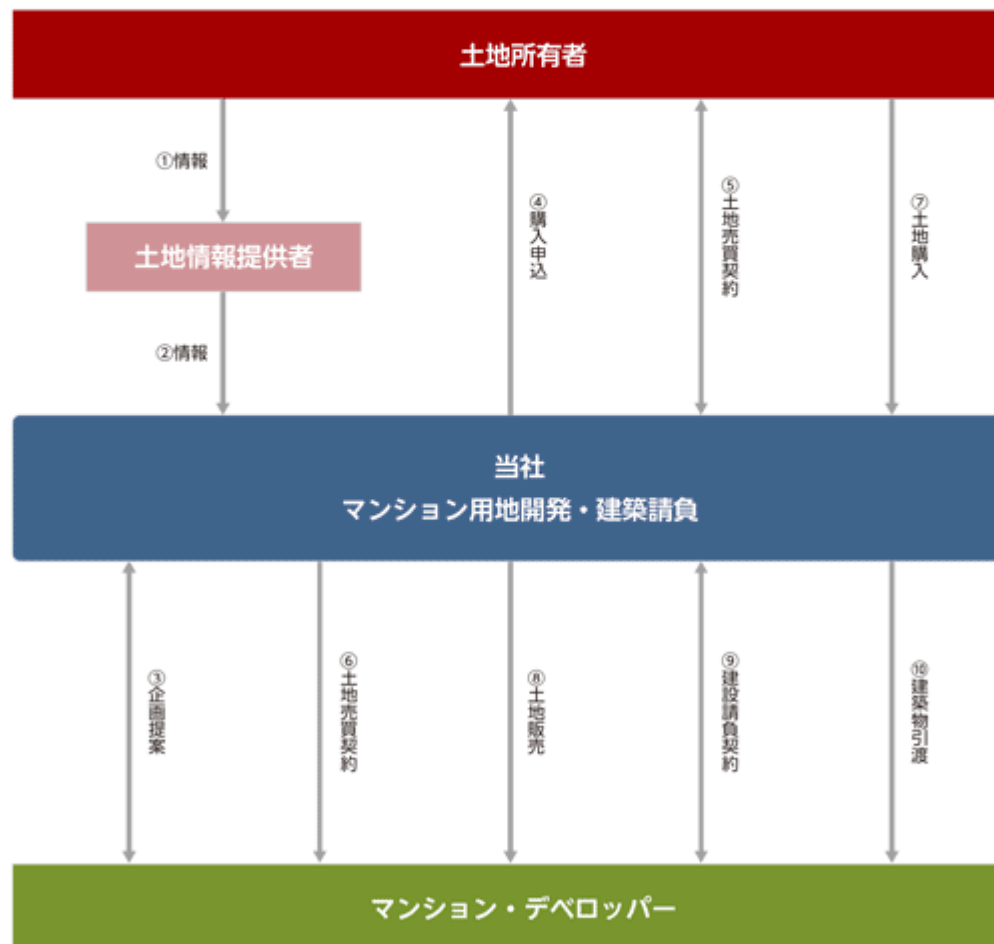 土地所有者
①情報
土地情報提供者
②情報
④購入申込
⑤土地売買契約
⑦土地購入
当社
マンション用地開発・建築請負
③企画提案
⑥土地売買契約
⑧土地販売
⑨建設請負契約
⑩建築物引渡
マンション・デベロッパー